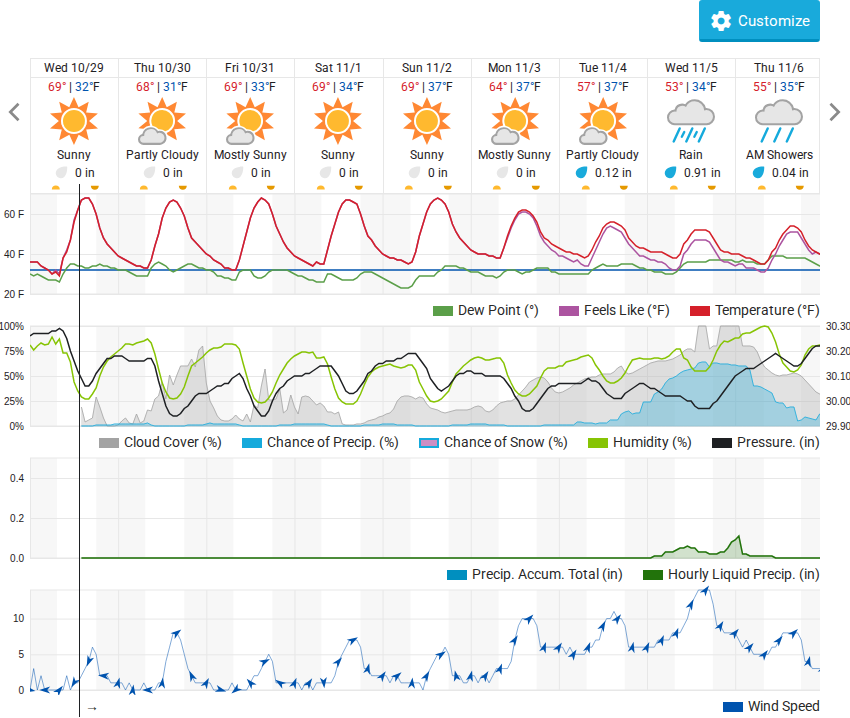 Customize
Wed 10/29 Thu 10/30 Fri 10/31 Sat 11/1 Sun 11/2 Mon 11/3 Tue 11/4 Wed 11/5 Thu 11/6
69° | 32°F 68° | 31°F 69° | 33°F 69° | 34°F 69° | 37°F 64° | 37°F 57° | 37°F 53° | 34°F 55° | 35°F
Sunny Partly Cloudy Mostly Sunny Sunny Sunny Mostly Sunny Partly Cloudy Rain AM Showers
0 in 0 in 0 in 0 in 0 in 0 in 0.12 in 0.91 in 0.04 in
60 F
40 F
20 F
Dew Point (°) Feels Like (°F) Temperature (°F)
100% 30.30
75% 30.20
50% 30.10
25% 30.00
0% 29.90
Cloud Cover (%) Chance of Precip. (%) Chance of Snow (%) Humidity (%) Pressure. (in)
0.4
0.2
0.0
Precip. Accum. Total (in) Hourly Liquid Precip. (in)
10
5
0
→
Wind Speed